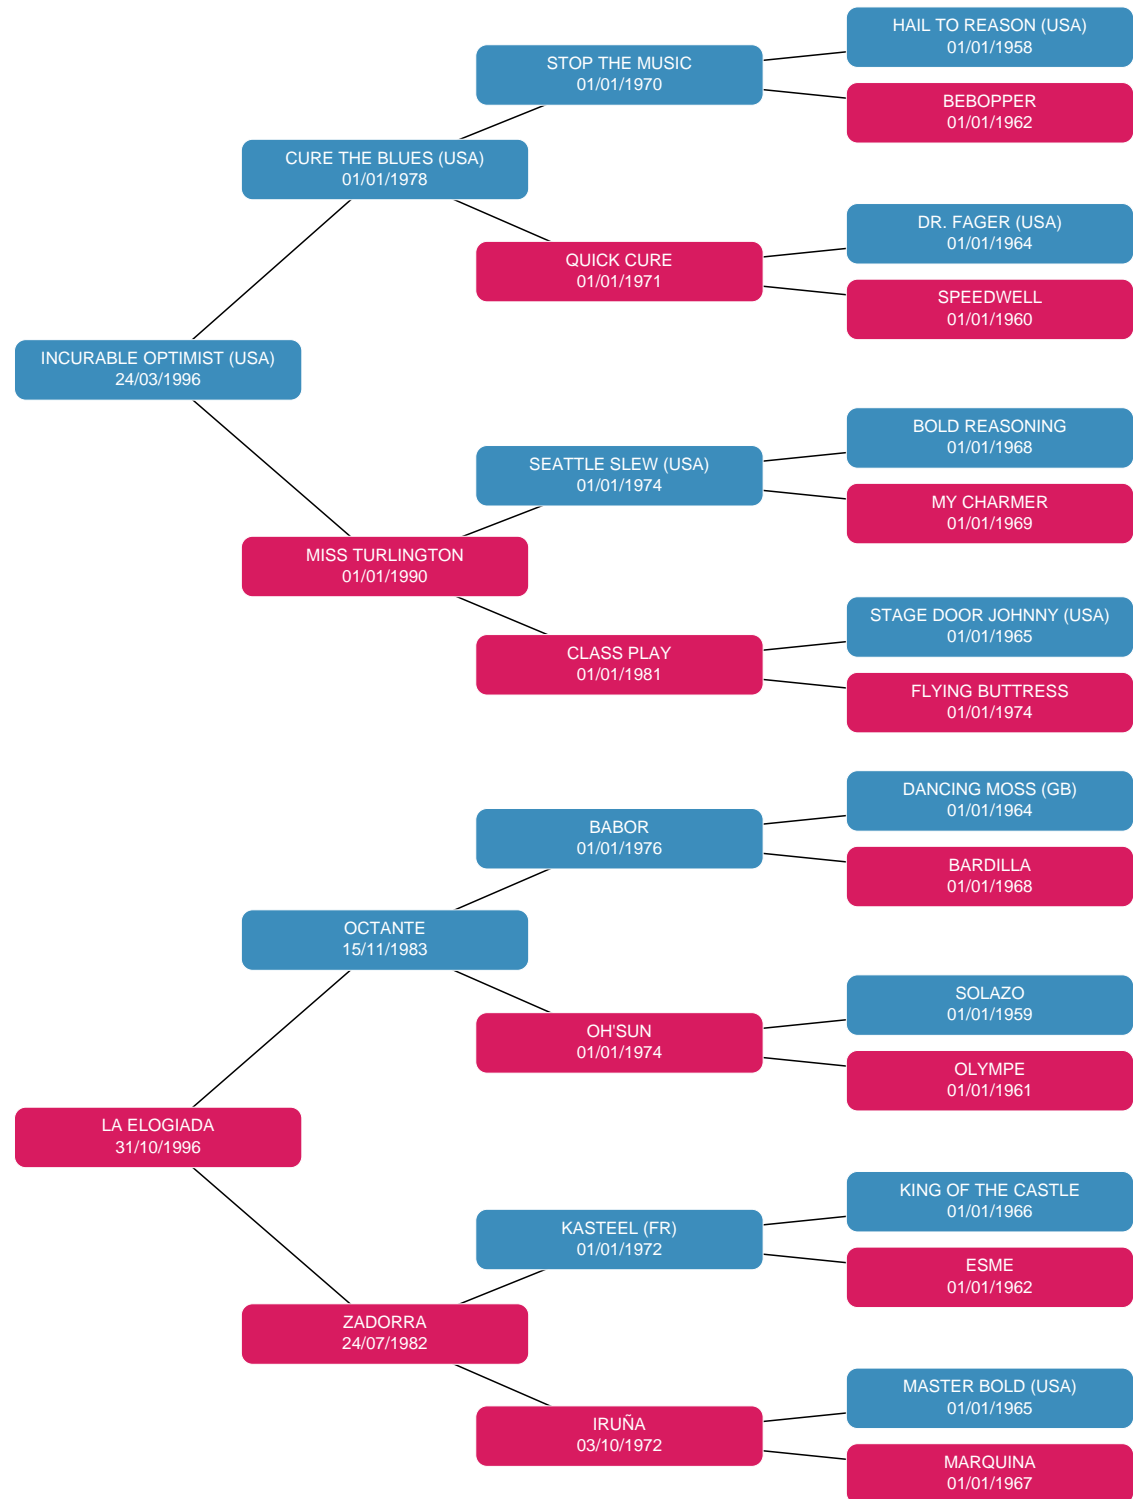 HAIL TO REASON (USA)
01/01/1958
STOP THE MUSIC
01/01/1970
BEBOPPER
01/01/1962
CURE THE BLUES (USA)
01/01/1978
DR. FAGER (USA)
01/01/1964
QUICK CURE
01/01/1971
SPEEDWELL
01/01/1960
INCURABLE OPTIMIST (USA)
24/03/1996
BOLD REASONING
01/01/1968
SEATTLE SLEW (USA)
01/01/1974
MY CHARMER
01/01/1969
MISS TURLINGTON
01/01/1990
STAGE DOOR JOHNNY (USA)
01/01/1965
CLASS PLAY
01/01/1981
FLYING BUTTRESS
01/01/1974
DANCING MOSS (GB)
01/01/1964
BABOR
01/01/1976
BARDILLA
01/01/1968
OCTANTE
15/11/1983
SOLAZO
01/01/1959
OH'SUN
01/01/1974
OLYMPE
01/01/1961
LA ELOGIADA
31/10/1996
KING OF THE CASTLE
01/01/1966
KASTEEL (FR)
01/01/1972
ESME
01/01/1962
ZADORRA
24/07/1982
MASTER BOLD (USA)
01/01/1965
IRUÑA
03/10/1972
MARQUINA
01/01/1967